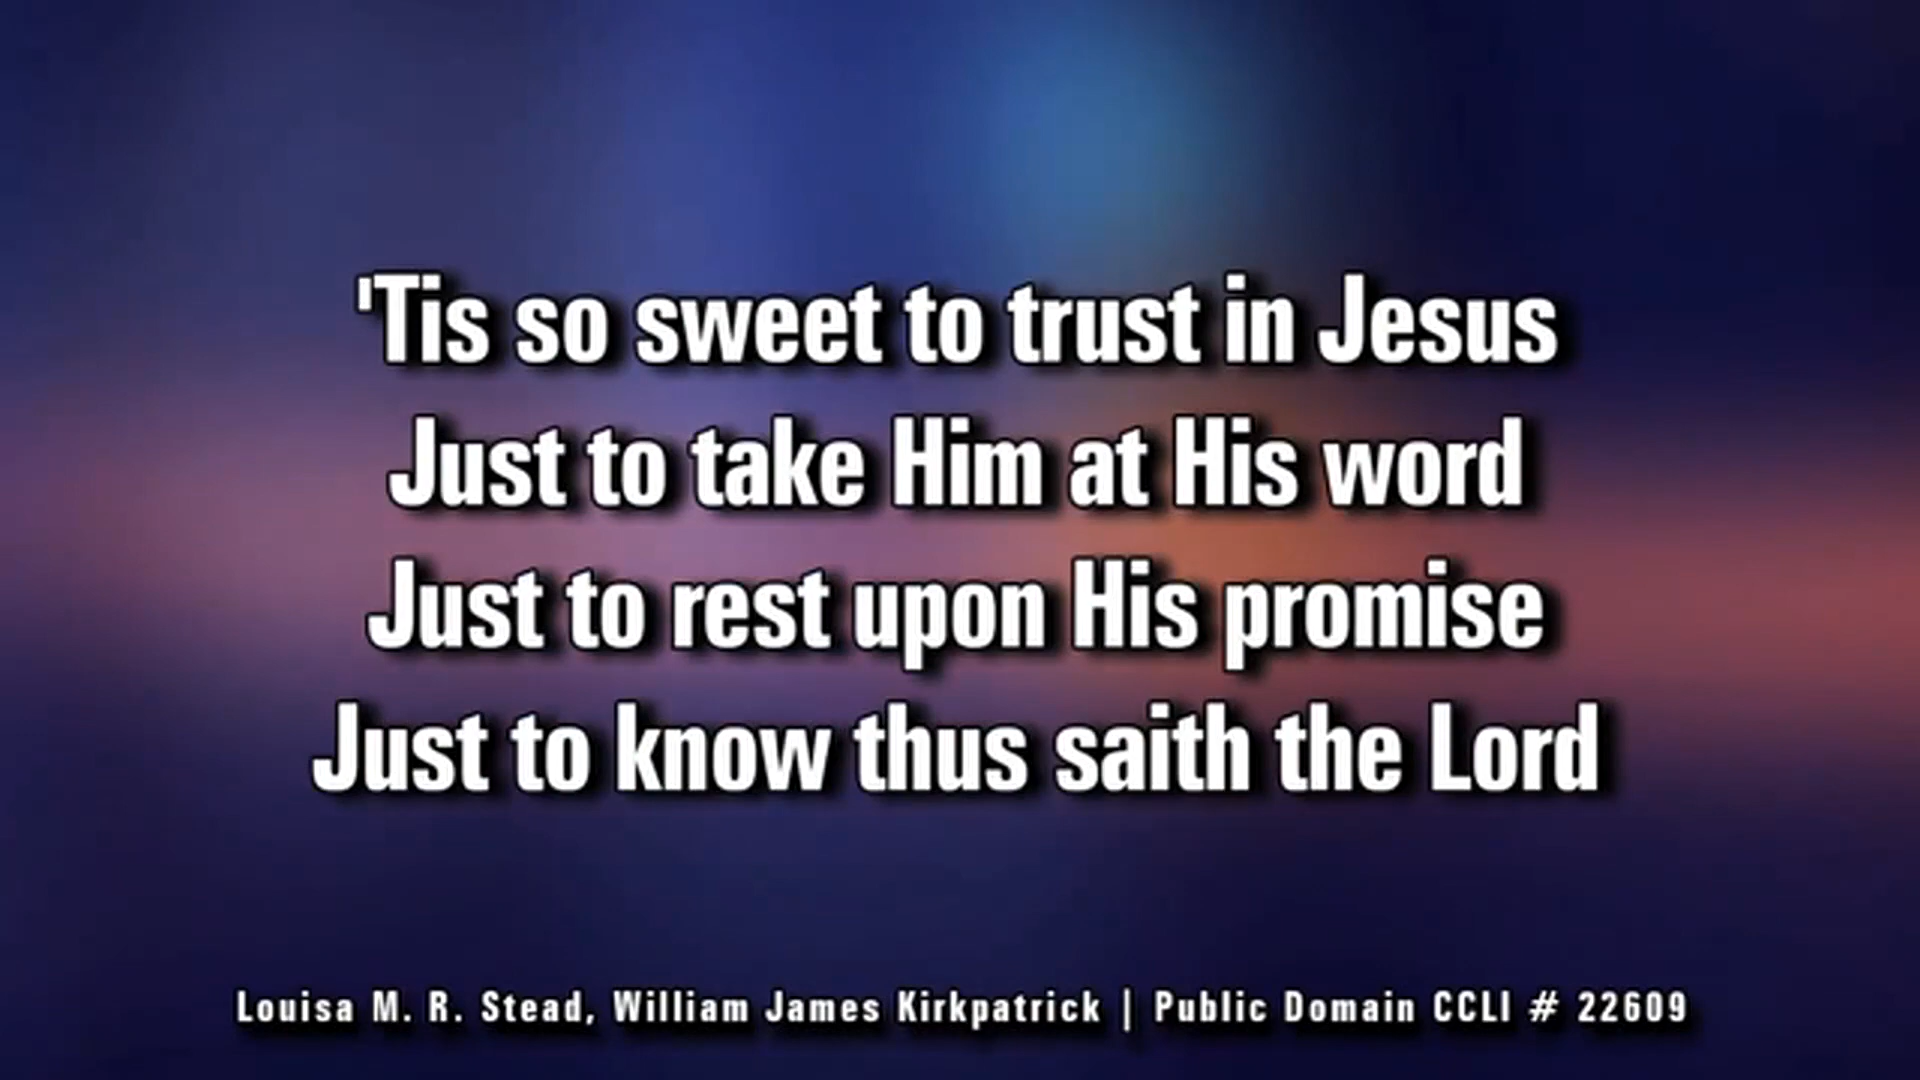 'Tis so sweet to trust in Jesus
Just to take Him at His word
Just to rest upon His promise
Just to know thus saith the Lord
Louisa M. R. Stead, William James Kirkpatrick | Public Domain CCLI # 22609